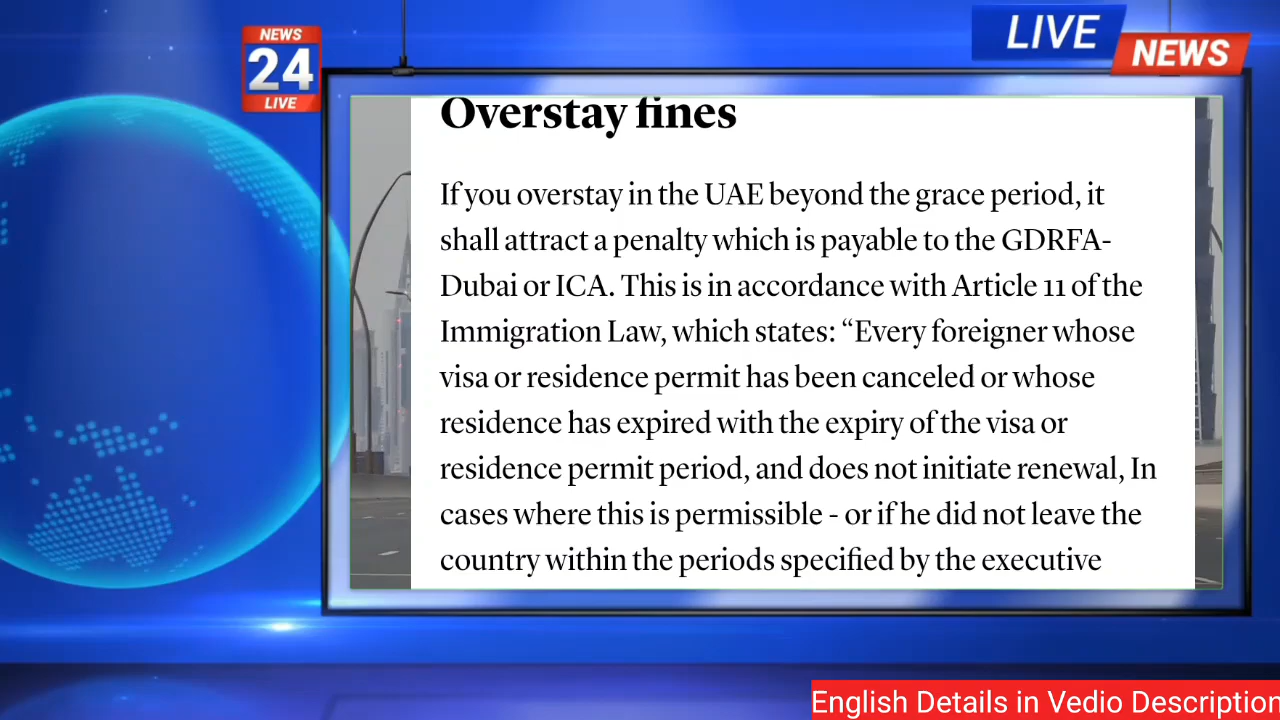 NEWS
24
LIVE
LIVE
NEWS
Overstay fines
If you overstay in the UAE beyond the grace period, it
shall attract a penalty which is payable to the GDRFA-
Dubai or ICA. This is in accordance with Article 11 of the
Immigration Law, which states: “Every foreigner whose
visa or residence permit has been canceled or whose
residence has expired with the expiry of the visa or
residence permit period, and does not initiate renewal, In
cases where this is permissible - or if he did not leave the
country within the periods specified by the executive
English Details in Vedio Description